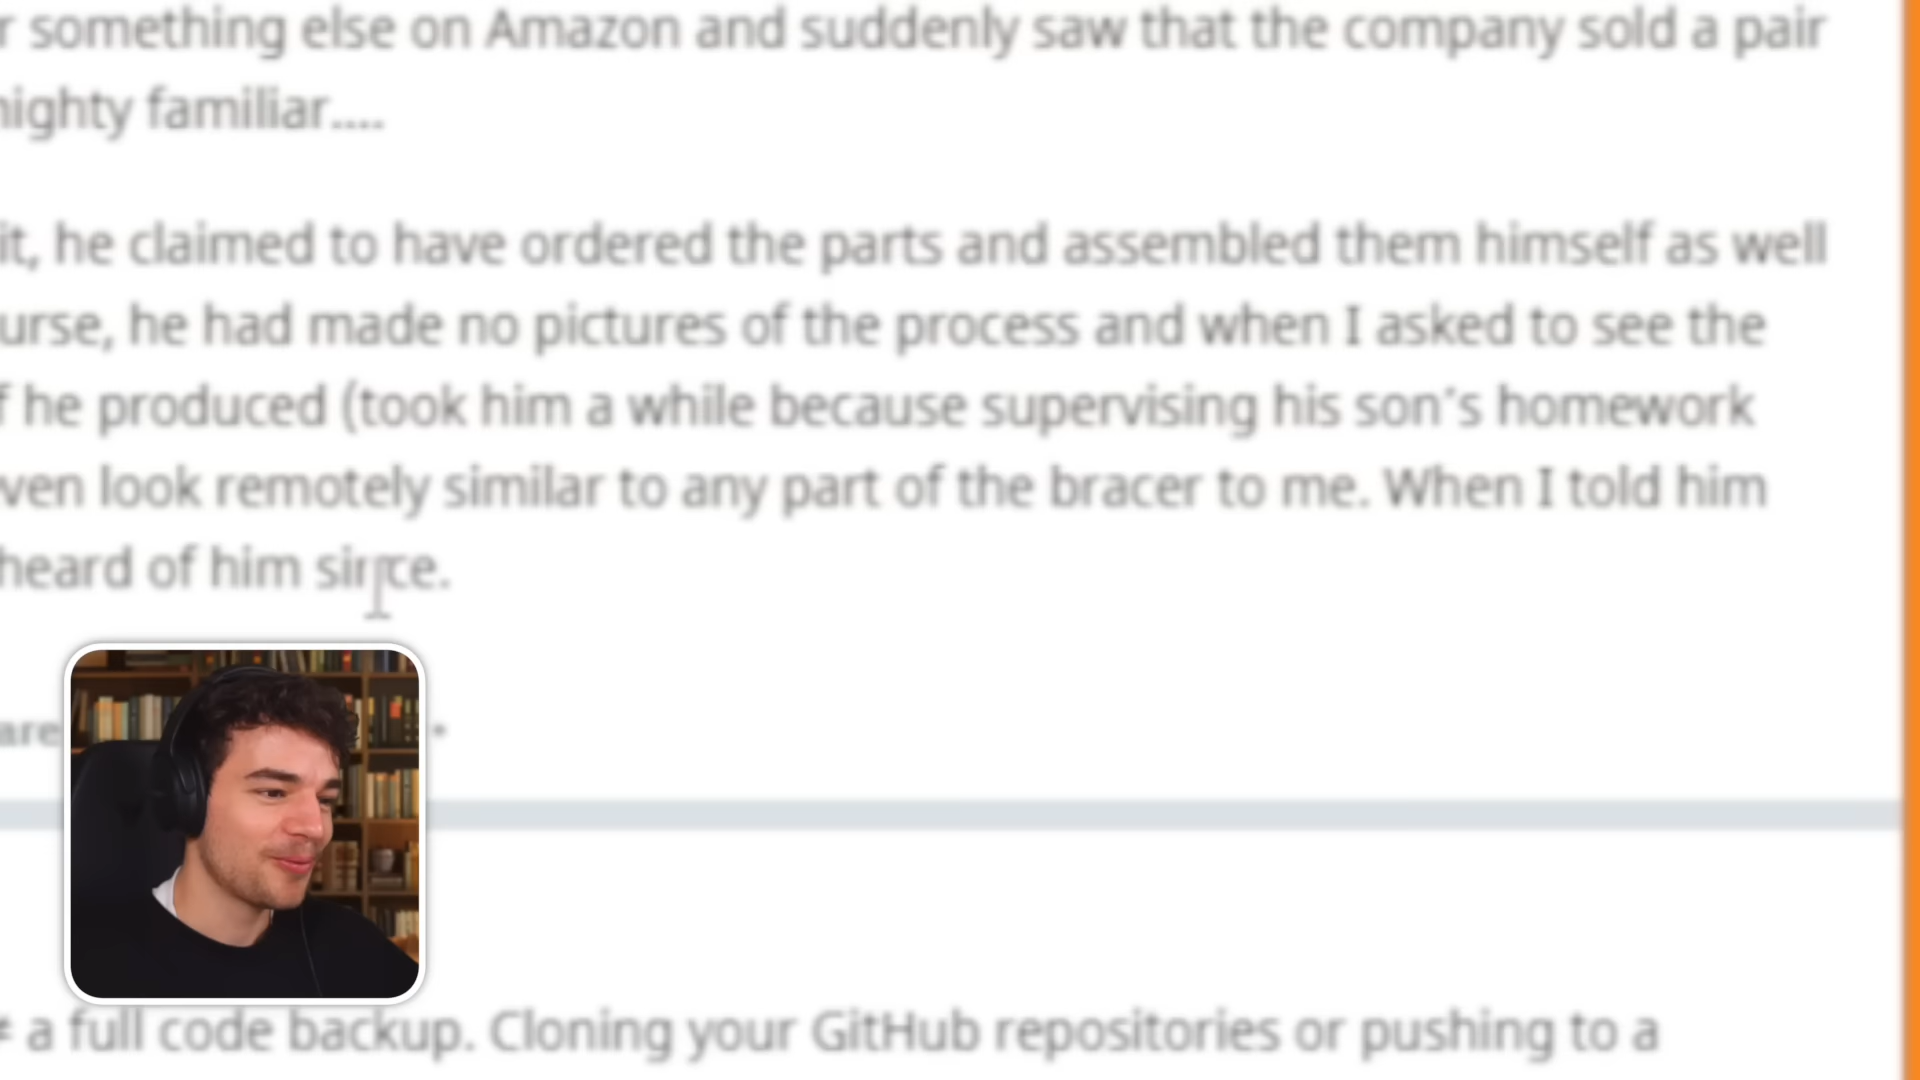 something else on Amazon and suddenly saw that the company sold a pair
mighty familiar....
it, he claimed to have ordered the parts and assembled them himself as well
he had made no pictures of the process and when I asked to see the
he produced (took him a while because supervising his son´s homework
look remotely similar to any part of the bracer to me. When I told him
heard of him since.
•
≠ a full code backup. Cloning your GitHub repositories or pushing to a